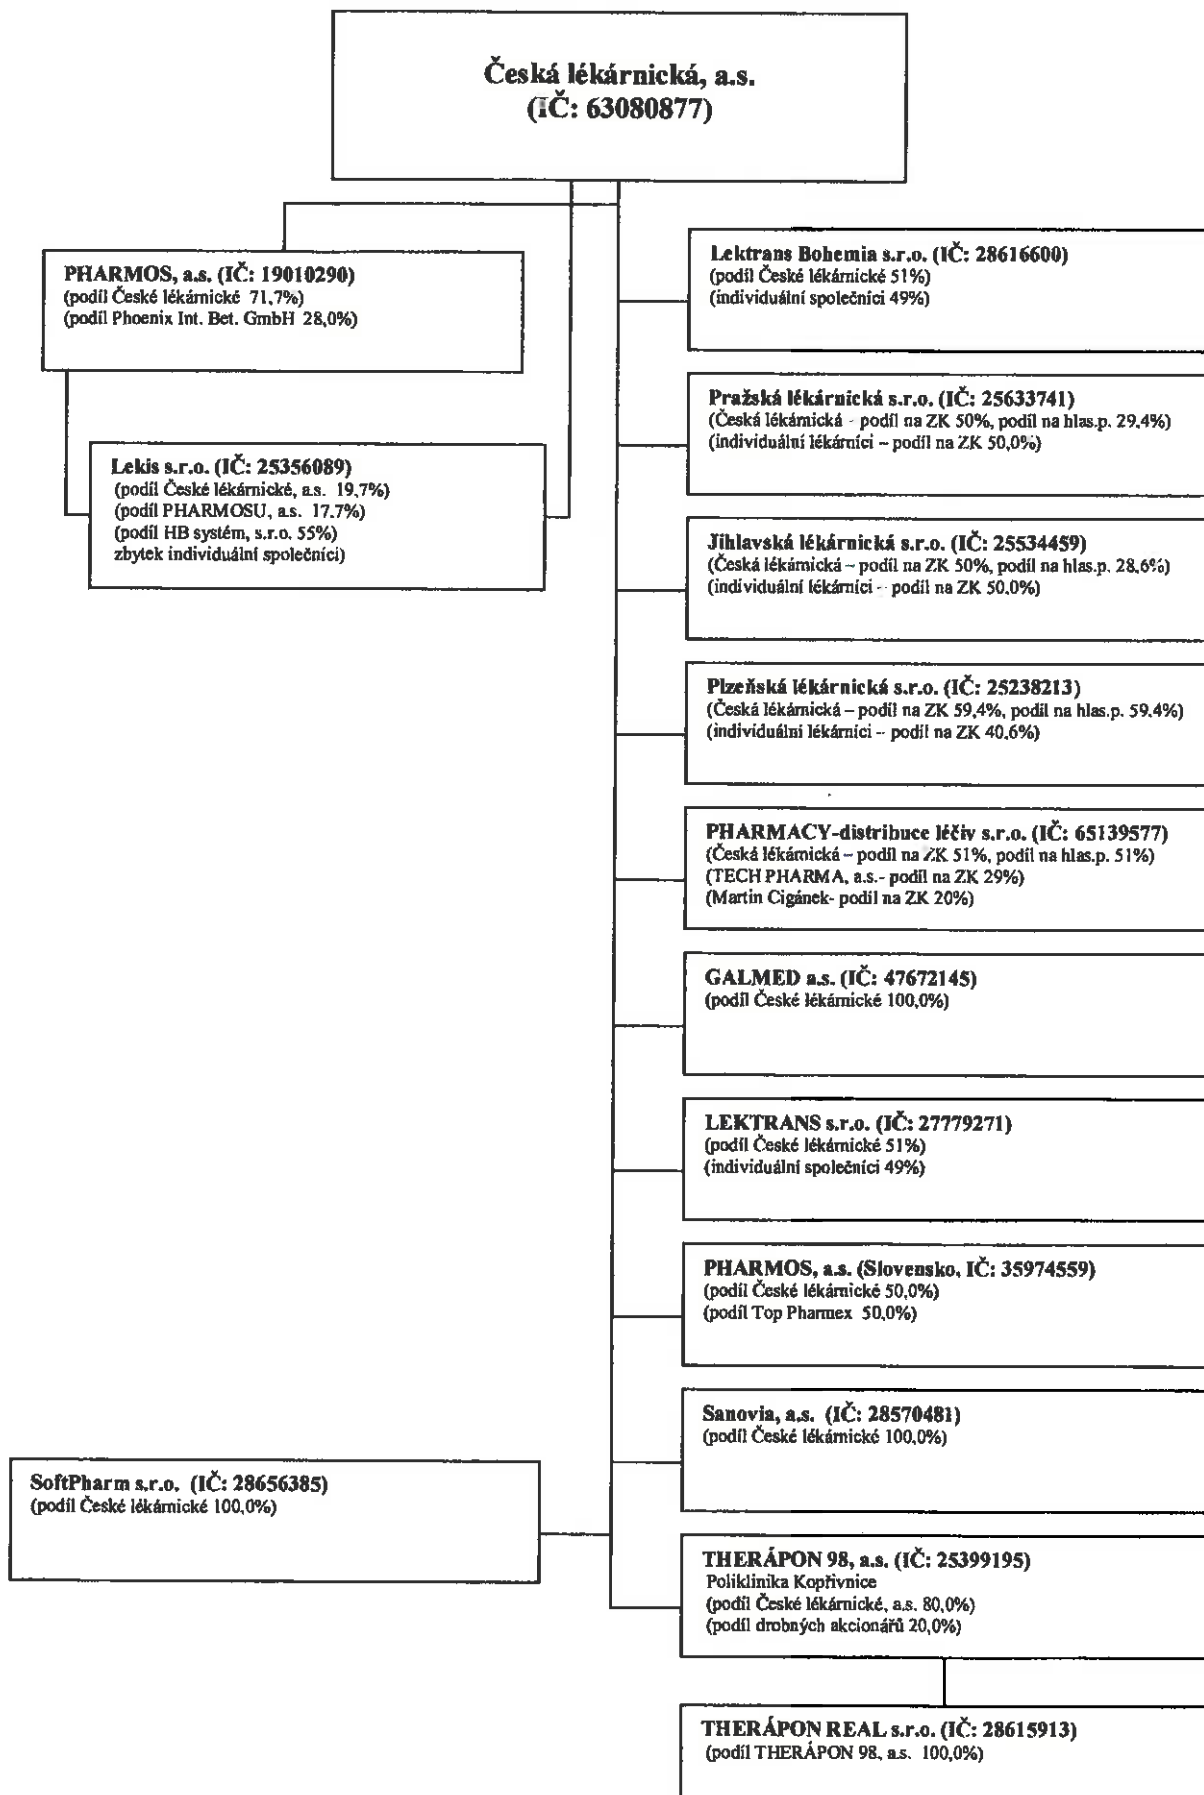 Česká lékárnická, a.s.
(IČ: 63080877)
PHARMOS, a.s. (IČ: 19010290)
(podíl České lékárnické 71,7%)
(podíl Phoenix Int. Bet. GmbH 28,0%)
Lekis s.r.o. (IČ: 25356089)
(podíl České lékárnické, a.s. 19,7%)
(podíl PHARMOSU, a.s. 17,7%)
(podíl HB systém, s.r.o. 55%)
zbytek individuální společníci)
Lektrans Bohemia s.r.o. (IČ: 28616600)
(podíl České lékárnické 51%)
(individuální společníci 49%)
Pražská lékárnická s.r.o. (IČ: 25633741)
(Česká lékárnická - podíl na ZK 50%, podíl na hlas.p. 29.4%)
(individuální lékárníci – podíl na ZK 50,0%)
Jihlavská lékárnická s.r.o. (IČ: 25534459)
(Česká lékárnická – podíl na ZK 50%, podíl na hlas.p. 28,6%)
(individuální lékárníci - podíl na ZK 50,0%)
Plzeňská lékárnická s.r.o. (IČ: 25238213)
(Česká lékárnická – podíl na ZK 59,4%, podíl na hlas.p. 59.4%)
(individuální lékárníci – podíl na ZK 40,6%)
PHARMACY-distribuce léčiv s.r.o. (IČ: 65139577)
(Česká lékárnická – podíl na ZK 51%, podíl na hlas.p. 51%)
(TECH PHARMA, a.s.- podíl na ZK 29%)
(Martin Cigánek- podíl na ZK 20%)
GALMED a.s. (IČ: 47672145)
(podíl České lékárnické 100,0%)
LEKTRANS s.r.o. (IČ: 27779271)
(podíl České lékárnické 51%)
(individuální společníci 49%)
PHARMOS, a.s. (Slovensko, IČ: 35974559)
(podíl České lékárnické 50,0%)
(podíl Top Pharmex 50,0%)
Sanovia, a.s. (IČ: 28570481)
(podíl České lékárnické 100,0%)
SoftPharm s.r.o. (IČ: 28656385)
(podíl České lékárnické 100,0%)
THERÁPON 98, a.s. (IČ: 25399195)
Poliklinika Kopřivnice
(podíl České lékárnické, a.s. 80,0%)
(podíl drobných akcionářů 20,0%)
THERÁPON REAL s.r.o. (IČ: 28615913)
(podíl THERÁPON 98, a.s. 100,0%)